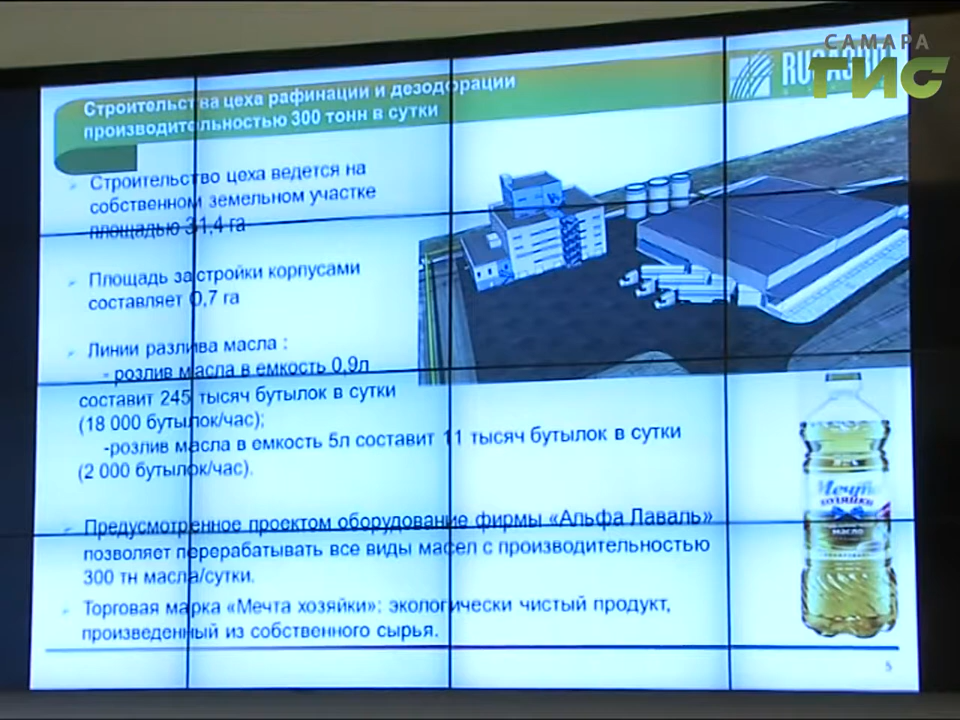 САМАРА
ГИС
RUSAGRO
Строительства цеха рафинации и дезодорации
производительностью 300 тонн в сутки
Строительство цеха ведется на
собственном земельном участке
площадью 31,4 га
Площадь застройки корпусами
составляет 0,7 га
Линии разлива масла :
- розлив масла в емкость 0,9л
составит 245 тысяч бутылок в сутки
(18 000 бутылок/час);
-розлив масла в емкость 5л составит 11 тысяч бутылок в сутки
(2 000 бутылок/час).
Предусмотренное проектом оборудование фирмы «Альфа Лаваль»
позволяет перерабатывать все виды масел с производительностью
300 тн масла/сутки.
Торговая марка «Мечта хозяйки»: экологически чистый продукт,
произведенный из собственного сырья.
Мечта
хозяйки
масло
5